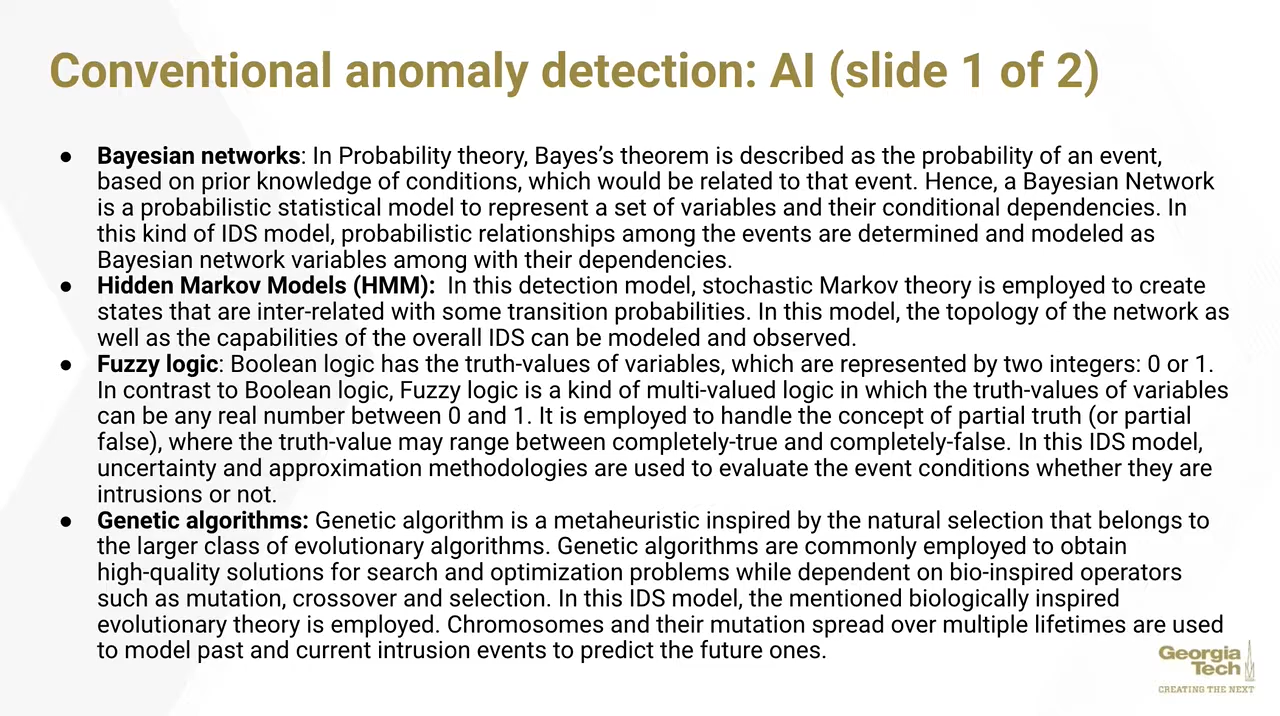 Conventional anomaly detection: AI (slide 1 of 2)
● Bayesian networks: In Probability theory, Bayes’s theorem is described as the probability of an event,
based on prior knowledge of conditions, which would be related to that event. Hence, a Bayesian Network
is a probabilistic statistical model to represent a set of variables and their conditional dependencies. In
this kind of IDS model, probabilistic relationships among the events are determined and modeled as
Bayesian network variables among with their dependencies.
● Hidden Markov Models (HMM): In this detection model, stochastic Markov theory is employed to create
states that are inter-related with some transition probabilities. In this model, the topology of the network as
well as the capabilities of the overall IDS can be modeled and observed.
● Fuzzy logic: Boolean logic has the truth-values of variables, which are represented by two integers: 0 or 1.
In contrast to Boolean logic, Fuzzy logic is a kind of multi-valued logic in which the truth-values of variables
can be any real number between 0 and 1. It is employed to handle the concept of partial truth (or partial
false), where the truth-value may range between completely-true and completely-false. In this IDS model,
uncertainty and approximation methodologies are used to evaluate the event conditions whether they are
intrusions or not.
● Genetic algorithms: Genetic algorithm is a metaheuristic inspired by the natural selection that belongs to
the larger class of evolutionary algorithms. Genetic algorithms are commonly employed to obtain
high-quality solutions for search and optimization problems while dependent on bio-inspired operators
such as mutation, crossover and selection. In this IDS model, the mentioned biologically inspired
evolutionary theory is employed. Chromosomes and their mutation spread over multiple lifetimes are used
to model past and current intrusion events to predict the future ones.
Georgia
Tech
CREATING THE NEXT